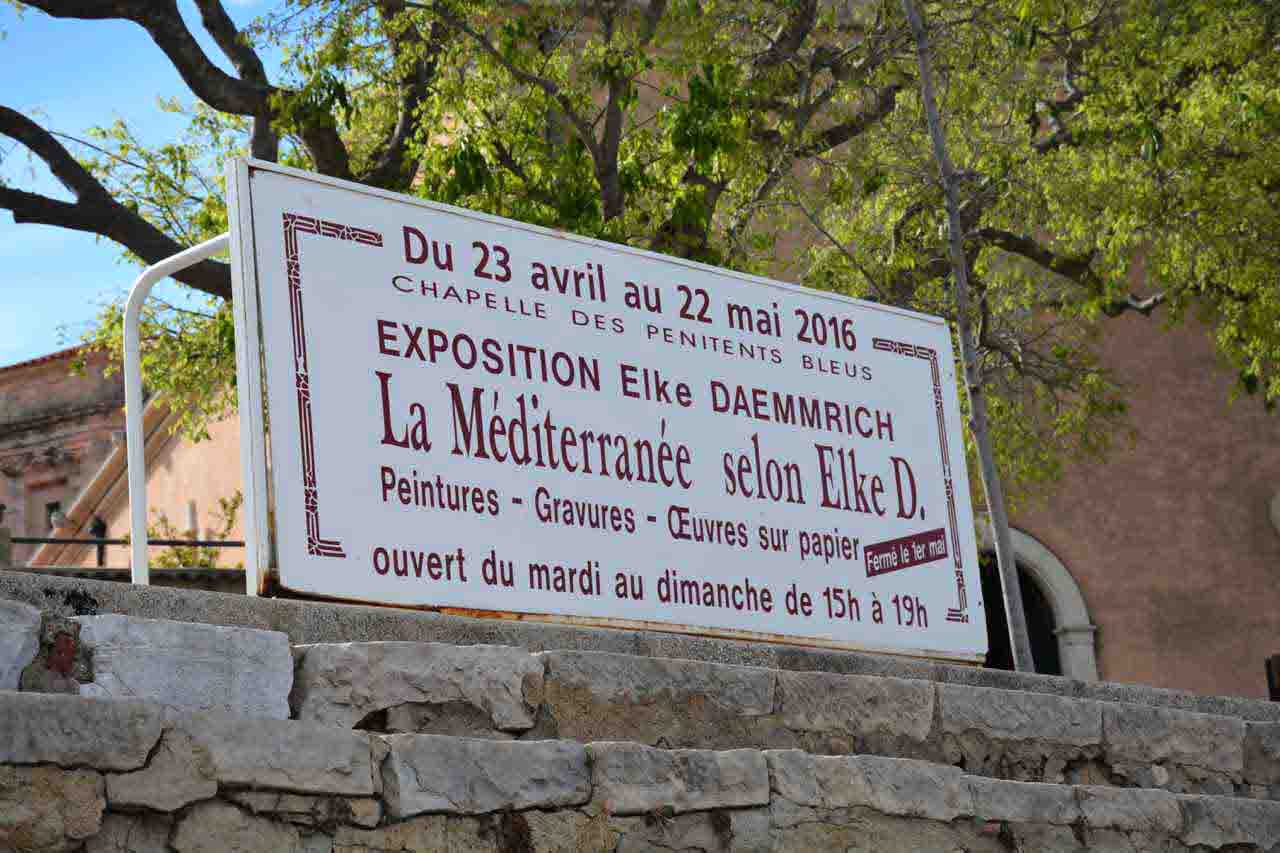 Du 23 avril au 22 mai 2016
CHAPELLE DES PENITENTS BLEUS
EXPOSITION Elke DAEMMRICH
La Méditerranée selon Elke D.
Peintures - Gravures - Œuvres sur papier
Fermé le 1er mai
ouvert du mardi au dimanche de 15h à 19h